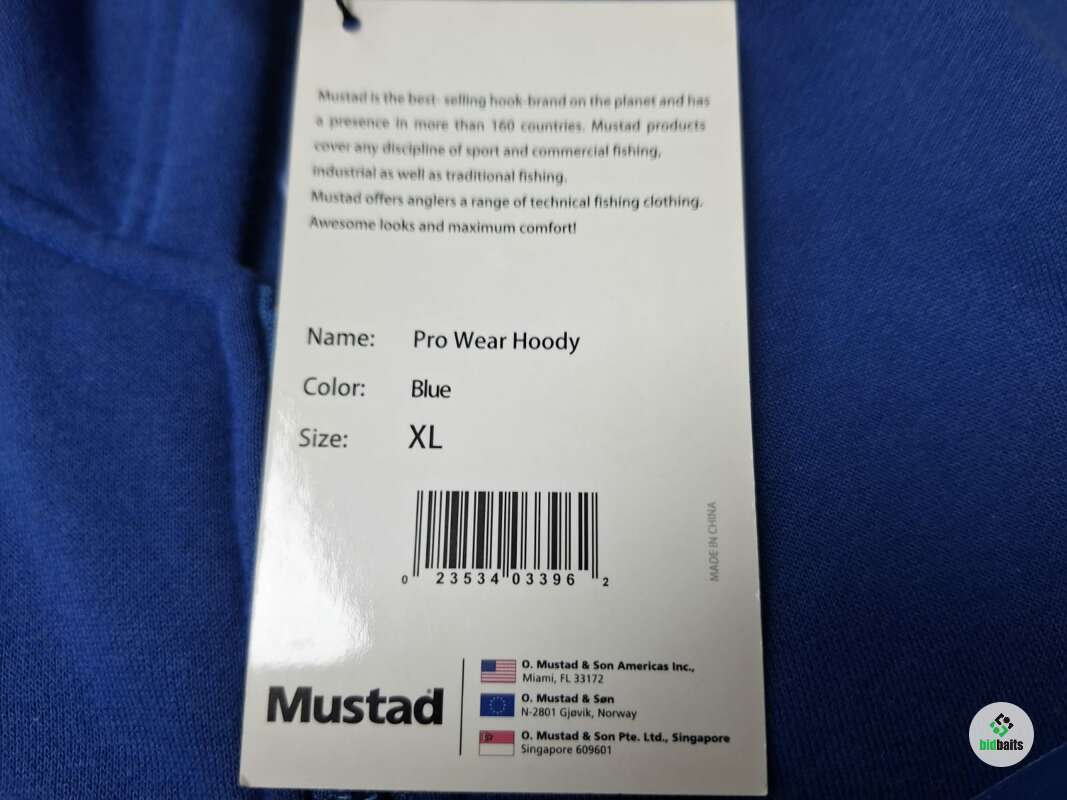 Mustad is the best- selling hook brand on the planet and has
a presence in more than 160 countries. Mustad products
cover any discipline of sport and commercial fishing,
industrial as well as traditional fishing.
Mustad offers anglers a range of technical fishing clothing.
Awesome looks and maximum comfort!
Name: Pro Wear Hoody
Color: Blue
Size: XL
0 23534 03396 2
MADE IN CHINA
Mustad
O. Mustad & Son Americas Inc.,
Miami, FL 33172
O. Mustad & Søn
N-2801 Gjøvik, Norway
O. Mustad & Son Pte. Ltd., Singapore
Singapore 609601
bidbaits